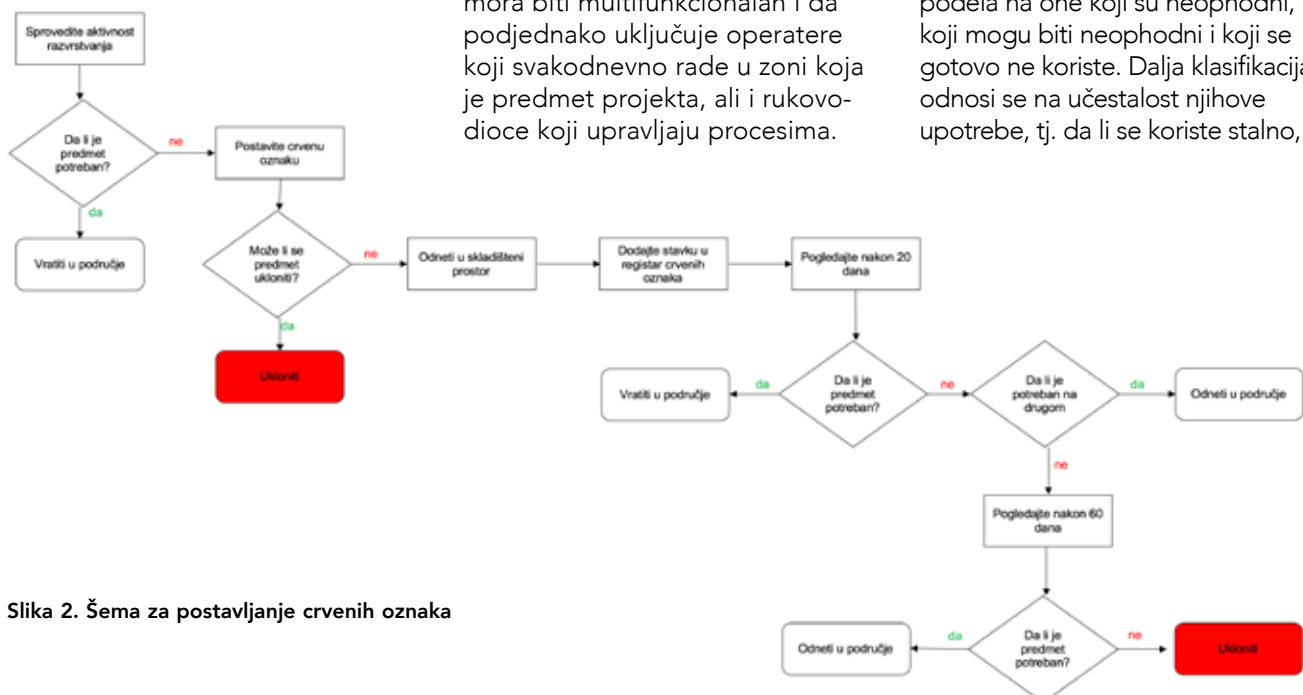 mora biti multifunkcionalan i da
podjednako uključuje operatere
koji svakodnevno rade u zoni koja
je predmet projekta, ali i rukovo-
dioce koji upravljaju procesima.
podela na one koji su neophodni,
koji mogu biti neophodni i koji se
gotovo ne koriste. Dalja klasifikacija
odnosi se na učestalost njihove
upotrebe, tj. da li se koriste stalno,
Sprovedite aktivnost
razvrstvanja
Da li je
predmet
potreban?
ne
da
Vratiti u područje
Postavite crvenu
oznaku
Može li se
predmet
ukloniti?
ne
da
Ukloniti
Odneti u skladišteni
prostor
Dodajte stavku u
registar crvenih
oznaka
Pogledajte nakon 20
dana
Da li je
predmet
potreban?
da
Vratiti u područje
ne
Da li je
potreban na
drugom
da
Odneti u područje
ne
Pogledajte nakon 60
dana
Da li je
predmet
potreban?
da
Odneti u područje
ne
Ukloniti
Slika 2. Šema za postavljanje crvenih oznaka